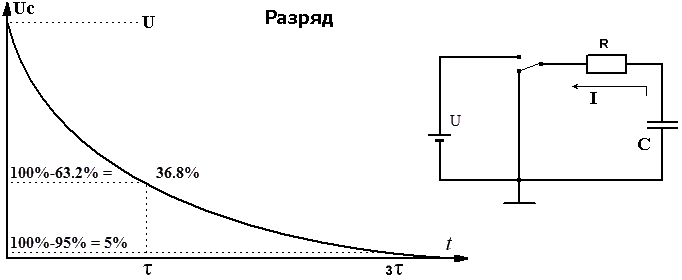 Uc
U
Разряд
R
I
U
C
100%-63.2% = 36.8%
100%-95% = 5%
t
τ
3τ